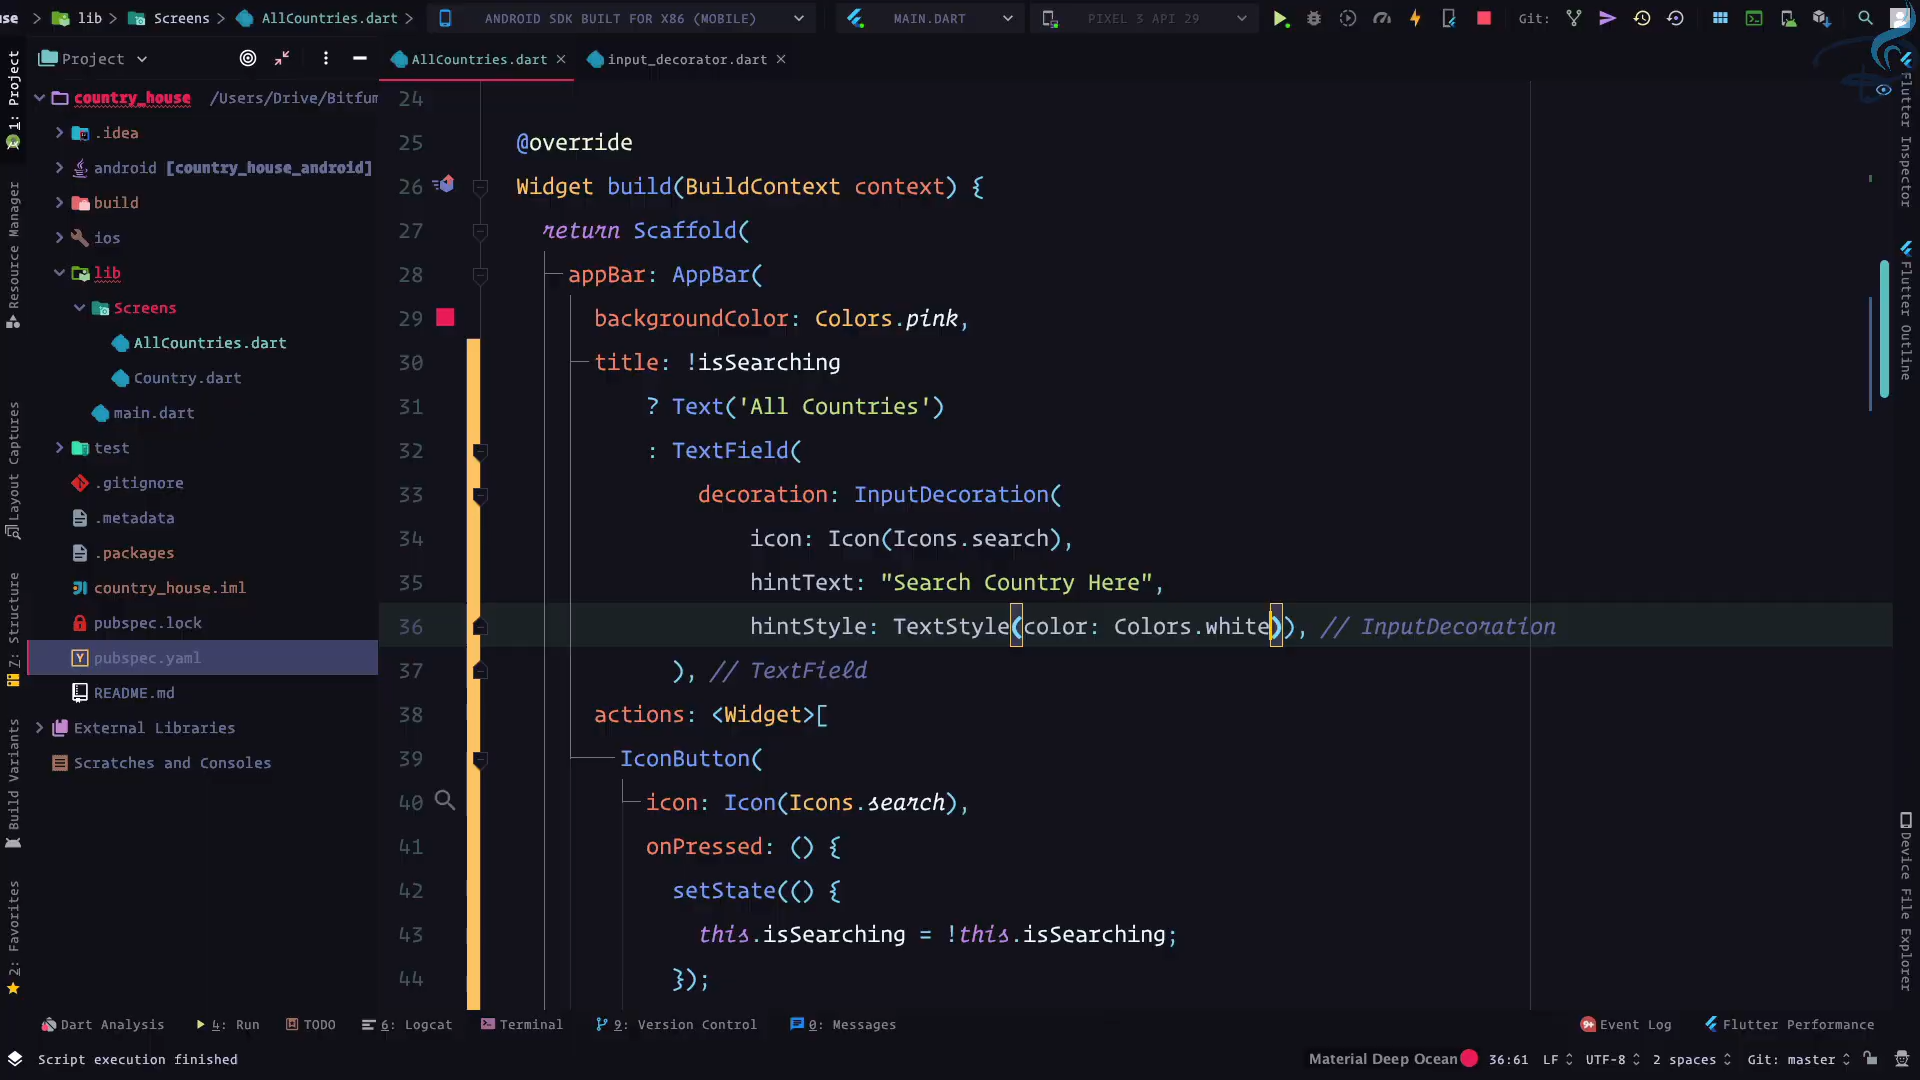 use > lib > Screens > AllCountries.dart > ANDROID SDK BUILT FOR X86 (MOBILE) MAIN.DART PIXEL 3 API 29 Git:
Project
AllCountries.dart × input_decorator.dart ×
country_house /Users/Drive/Bitfum
.idea
android [country_house_android]
build
ios
lib
Screens
AllCountries.dart
Country.dart
main.dart
test
.gitignore
.metadata
.packages
country_house.iml
pubspec.lock
pubspec.yaml
README.md
External Libraries
Scratches and Consoles
1: Project
Resource Manager
Layout Captures
7: Structure
Build Variants
2: Favorites
24
25 @override
26 Widget build(BuildContext context) {
27 return Scaffold(
28 appBar: AppBar(
29 backgroundColor: Colors.pink,
30 title: !isSearching
31 ? Text('All Countries')
32 : TextField(
33 decoration: InputDecoration(
34 icon: Icon(Icons.search),
35 hintText: "Search Country Here",
36 hintStyle: TextStyle(color: Colors.white)), // InputDecoration
37 ), // TextField
38 actions: <Widget>[
39 IconButton(
40 icon: Icon(Icons.search),
41 onPressed: () {
42 setState(() {
43 this.isSearching = !this.isSearching;
44 });
Flutter Inspector
Flutter Outline
Device File Explorer
Dart Analysis 4: Run TODO 6: Logcat Terminal 9: Version Control 0: Messages 9+ Event Log Flutter Performance
Script execution finished Material Deep Ocean 36:61 LF UTF-8 2 spaces Git: master